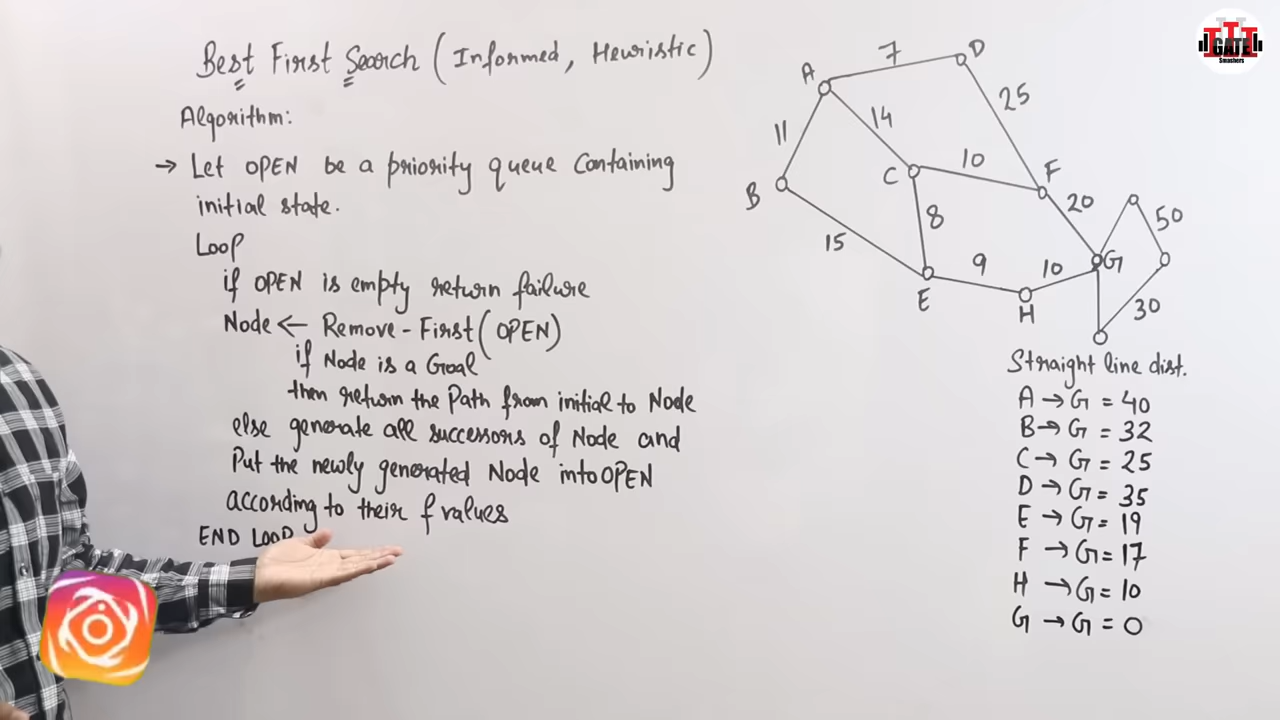 Best First Search (Informed, Heuristic)
Algorithm:
→ Let OPEN be a priority queue Containing
initial state.
Loop
if OPEN is empty return failure
Node ← Remove - First (OPEN)
if Node is a Goal
then return the Path from initial to Node
else generate all successors of Node and
Put the newly generated Node into OPEN
according to their f values
END LOOP
A
7
D
11
14
25
B
C
10
F
15
8
20
50
E
9
H
10
G
30
Straight line dist.
A → G = 40
B → G = 32
C → G = 25
D → G = 35
E → G = 19
F → G = 17
H → G = 10
G → G = 0
GATE
Smashers